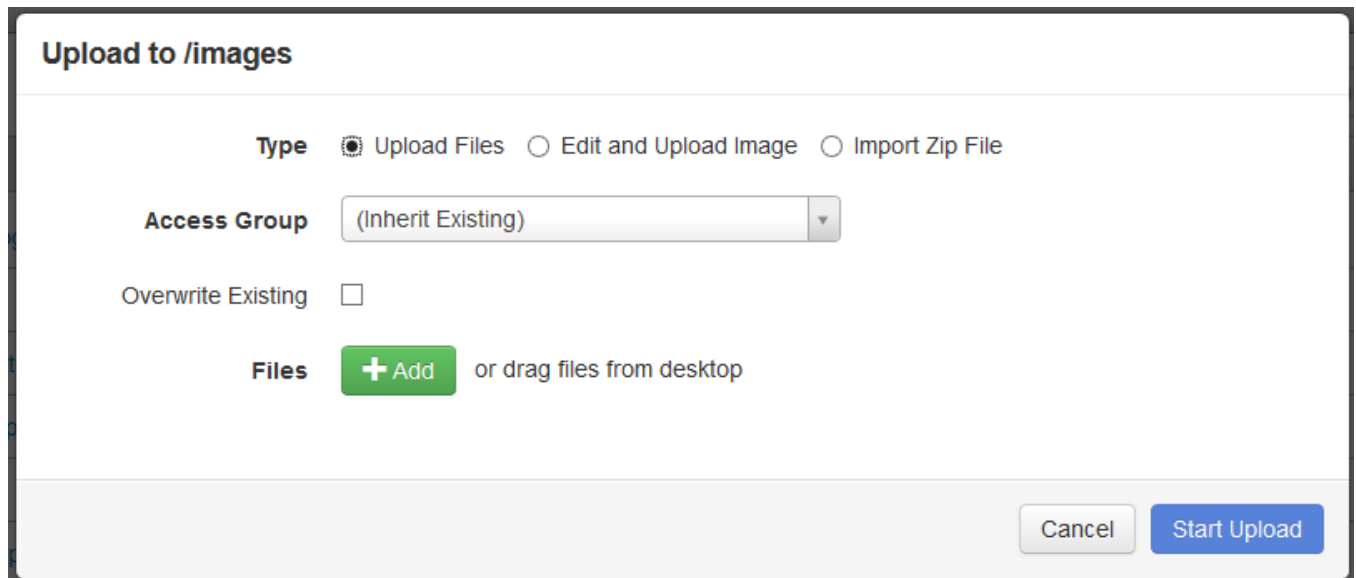 Upload to /images
Type Upload Files Edit and Upload Image Import Zip File
Access Group (Inherit Existing)
Overwrite Existing
Files + Add or drag files from desktop
Cancel Start Upload